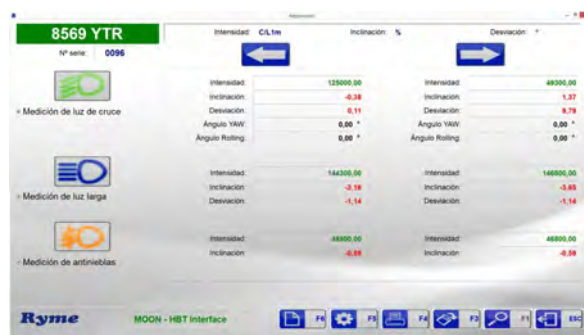 8569 YTR
Nº serie: 0096
Intensidad: C/L1m Inclinación: % Desviación: °
Intensidad: 125000,00 Intensidad: 49300,00
Inclinación: -0,38 Inclinación: 1,37
Desviación: 0,11 Desviación: 9,79
Ángulo YAW: 0,00 ° Ángulo YAW: 0,00 °
Ángulo Rolling: 0,00 ° Ángulo Rolling: 0,00 °
+ Medición de luz de cruce
Intensidad: 144300,00 Intensidad: 146800,00
Inclinación: -3,16 Inclinación: -3,65
Desviación: -1,14 Desviación: -1,14
- Medición de luz larga
Intensidad: 46800,00 Intensidad: 46800,00
Inclinación: -0,59 Inclinación: -0,59
- Medición de antinieblas
Ryme MOON - HBT Interface F6 F5 F4 F3 F1 ESC